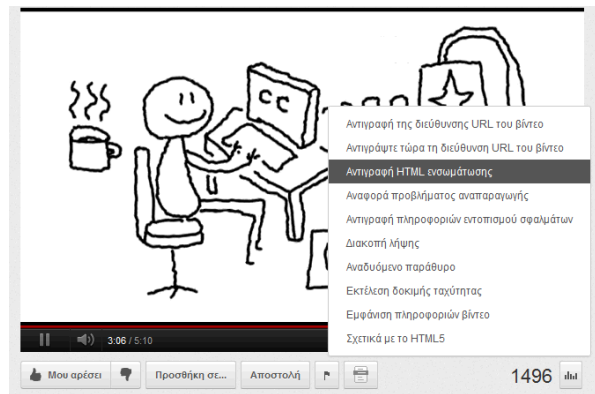 CC
Αντιγραφή της διεύθυνσης URL του βίντεο
Αντιγράψτε τώρα τη διεύθυνση URL του βίντεο
Αντιγραφή HTML ενσωμάτωσης
Αναφορά προβλήματος αναπαραγωγής
Αντιγραφή πληροφοριών εντοπισμού σφαλμάτων
Διακοπή λήψης
Αναδυόμενο παράθυρο
Εκτέλεση δοκιμής ταχύτητας
Εμφάνιση πληροφοριών βίντεο
Σχετικά με το HTML5
3:06 / 5:10
Μου αρέσει Προσθήκη σε... Αποστολή 1496